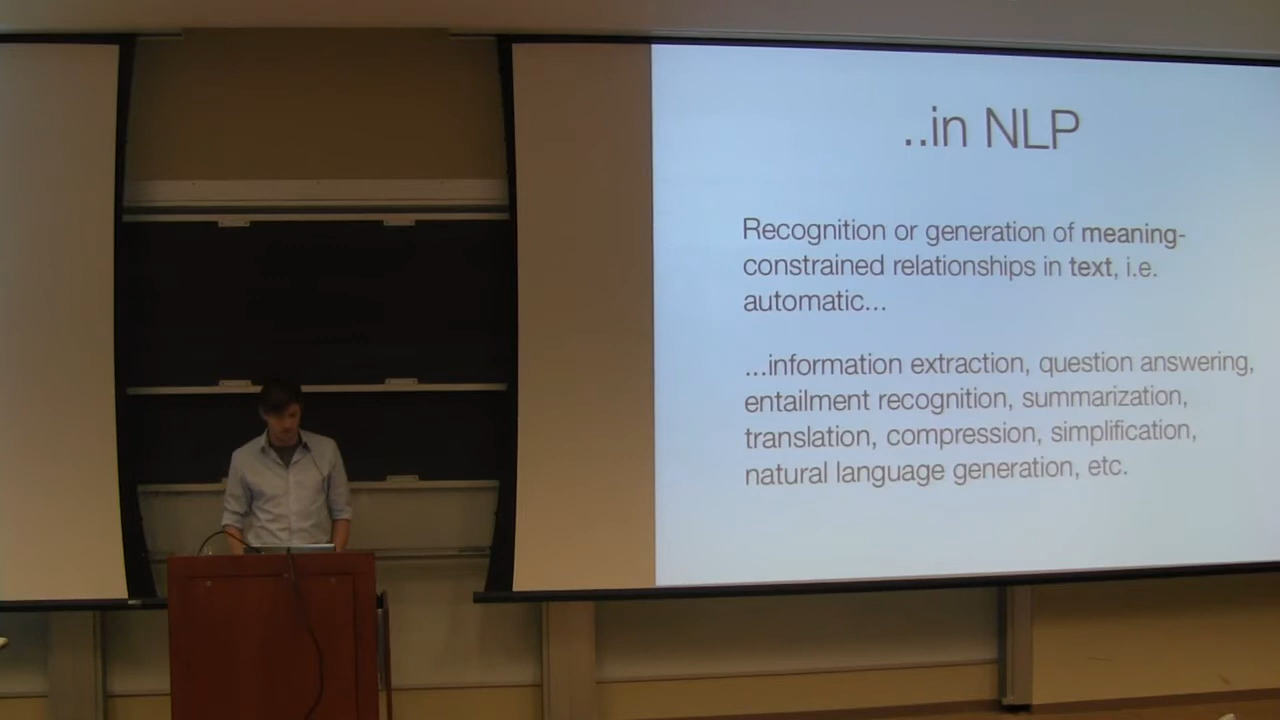 ..in NLP
Recognition or generation of meaning-
constrained relationships in text, i.e.
automatic...
...information extraction, question answering,
entailment recognition, summarization,
translation, compression, simplification,
natural language generation, etc.